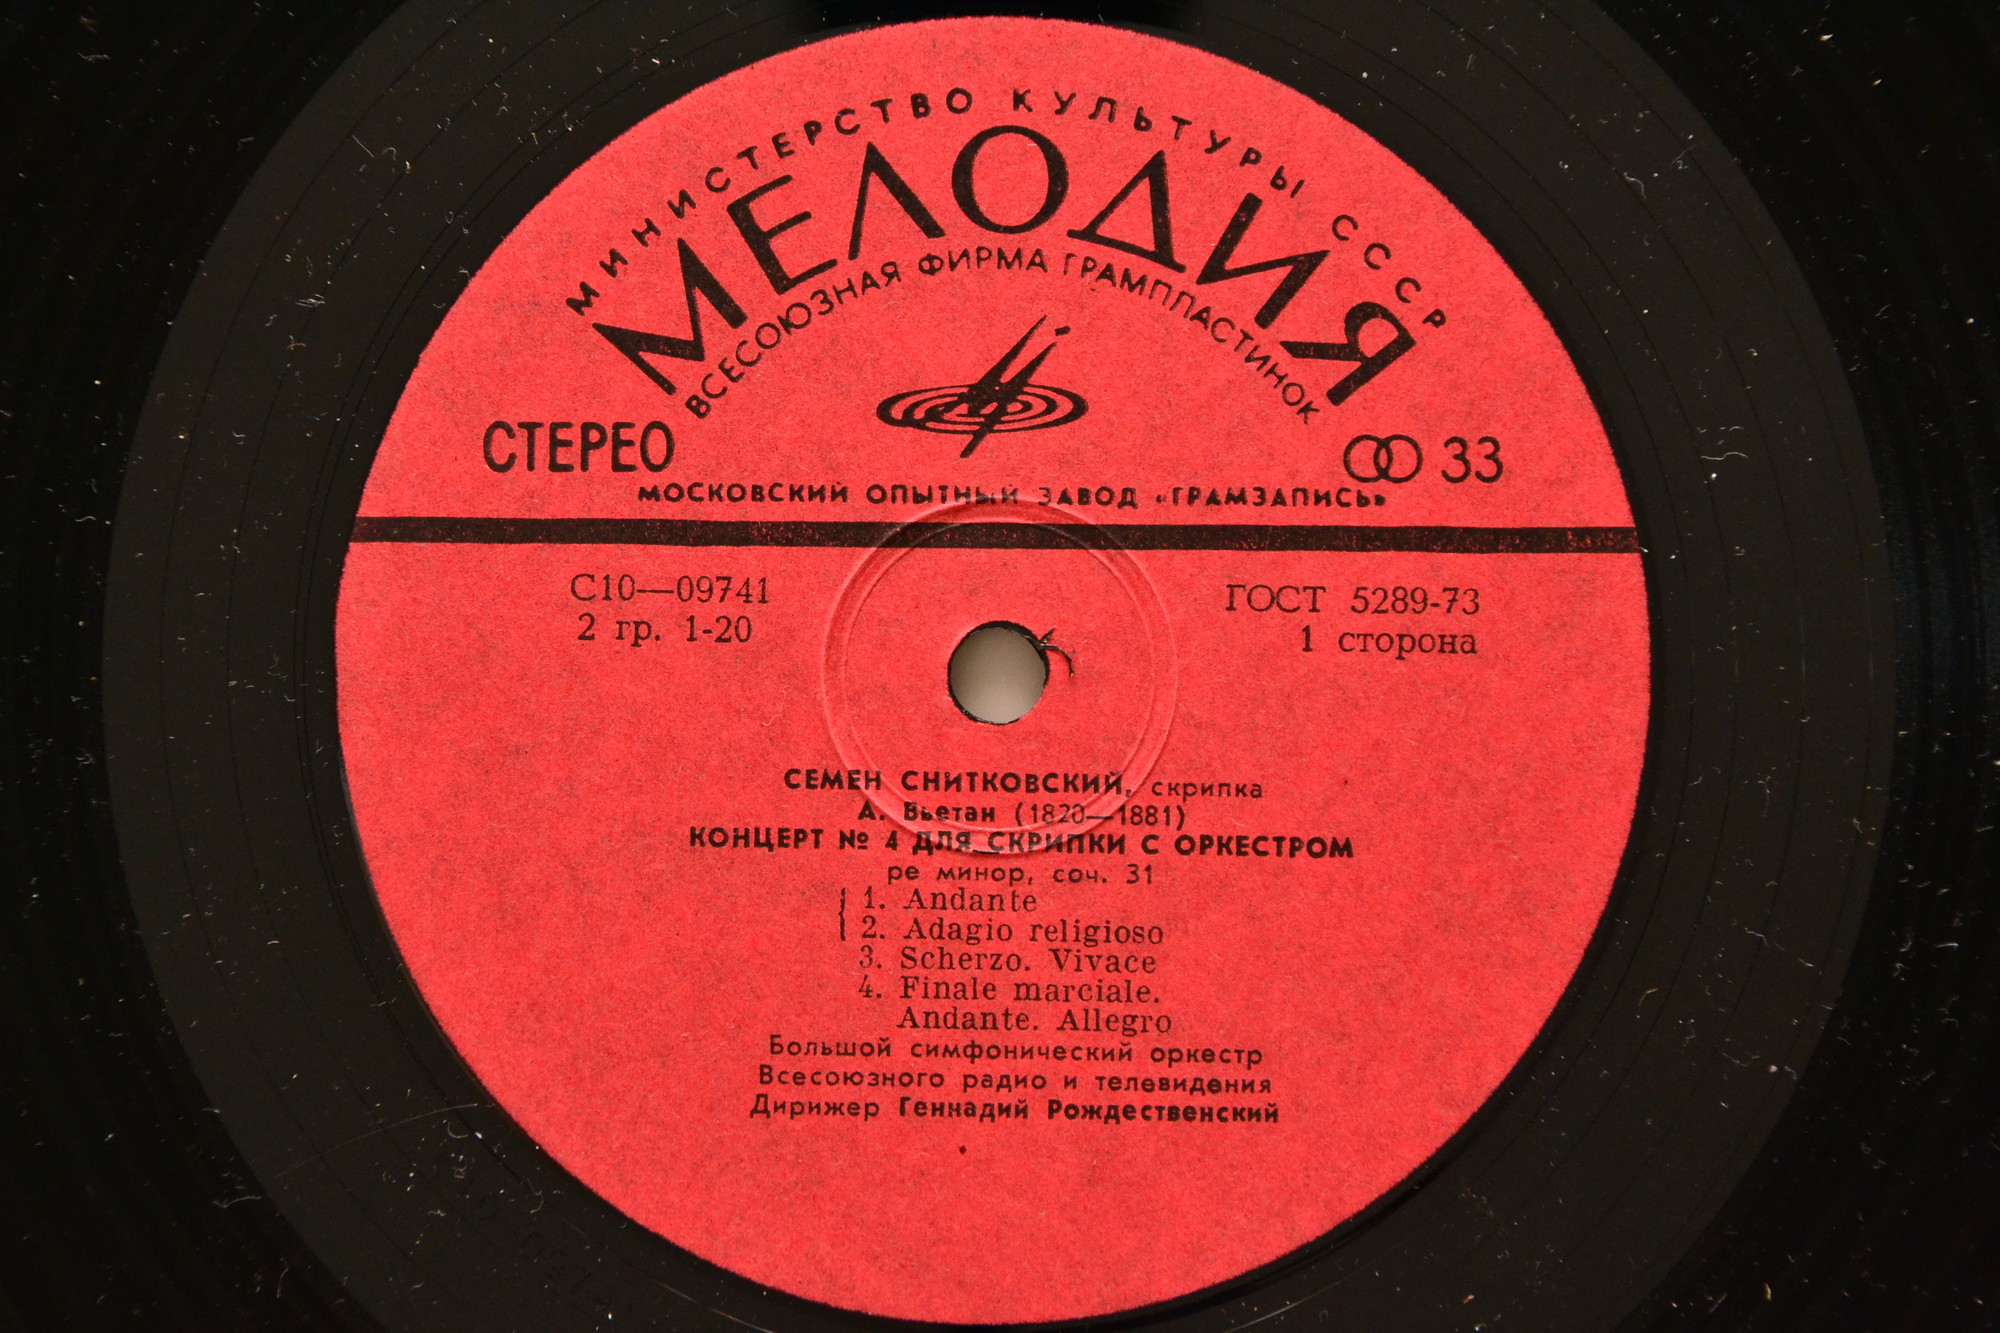 МИНИСТЕРСТВО КУЛЬТУРЫ СССР
МЕЛОДИЯ
ВСЕСОЮЗНАЯ ФИРМА ГРАМПЛАСТИНОК
СТЕРЕО
33
МОСКОВСКИЙ ОПЫТНЫЙ ЗАВОД «ГРАМЗАПИСЬ»
С10—09741
ГОСТ 5289-73
2 гр. 1-20
1 сторона
СЕМЕН СНИТКОВСКИЙ, скрипка
А. Вьетан (1820—1881)
КОНЦЕРТ № 4 ДЛЯ СКРИПКИ С ОРКЕСТРОМ
ре минор, соч. 31
1. Andante
2. Adagio religioso
3. Scherzo. Vivace
4. Finale marciale.
Andante. Allegro
Большой симфонический оркестр
Всесоюзного радио и телевидения
Дирижер Геннадий Рождественский